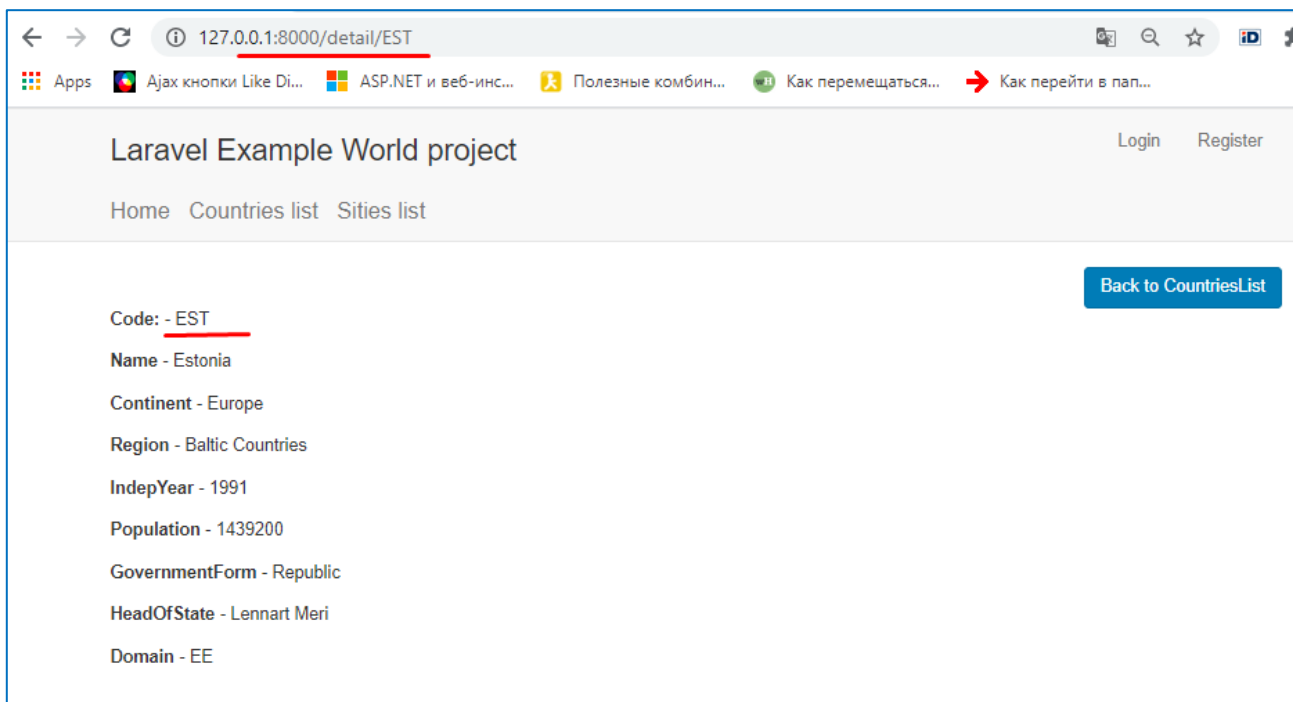 127.0.0.1:8000/detail/EST
iD
Apps Ajax кнопки Like Di... ASP.NET и веб-инс... Полезные комбин... Как перемещаться... Как перейти в пап...
Laravel Example World project Login Register
Home Countries list Sities list
Back to CountriesList
Code: - EST
Name - Estonia
Continent - Europe
Region - Baltic Countries
IndepYear - 1991
Population - 1439200
GovernmentForm - Republic
HeadOfState - Lennart Meri
Domain - EE